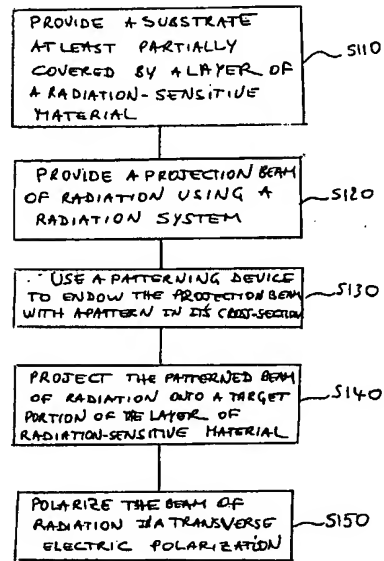 PROVIDE A SUBSTRATE
AT LEAST PARTIALLY S110
COVERED BY A LAYER OF
A RADIATION-SENSITIVE
MATERIAL
PROVIDE A PROJECTION BEAM
OF RADIATION USING A S120
RADIATION SYSTEM
USE A PATTERNING DEVICE
TO ENDOW THE PROJECTION BEAM S130
WITH A PATTERN IN ITS CROSS-SECTION
PROJECT THE PATTERNED BEAM
OF RADIATION ONTO A TARGET S140
PORTION OF THE LAYER OF
RADIATION-SENSITIVE MATERIAL
POLARIZE THE BEAM OF S150
RADIATION IN A TRANSVERSE
ELECTRIC POLARIZATION